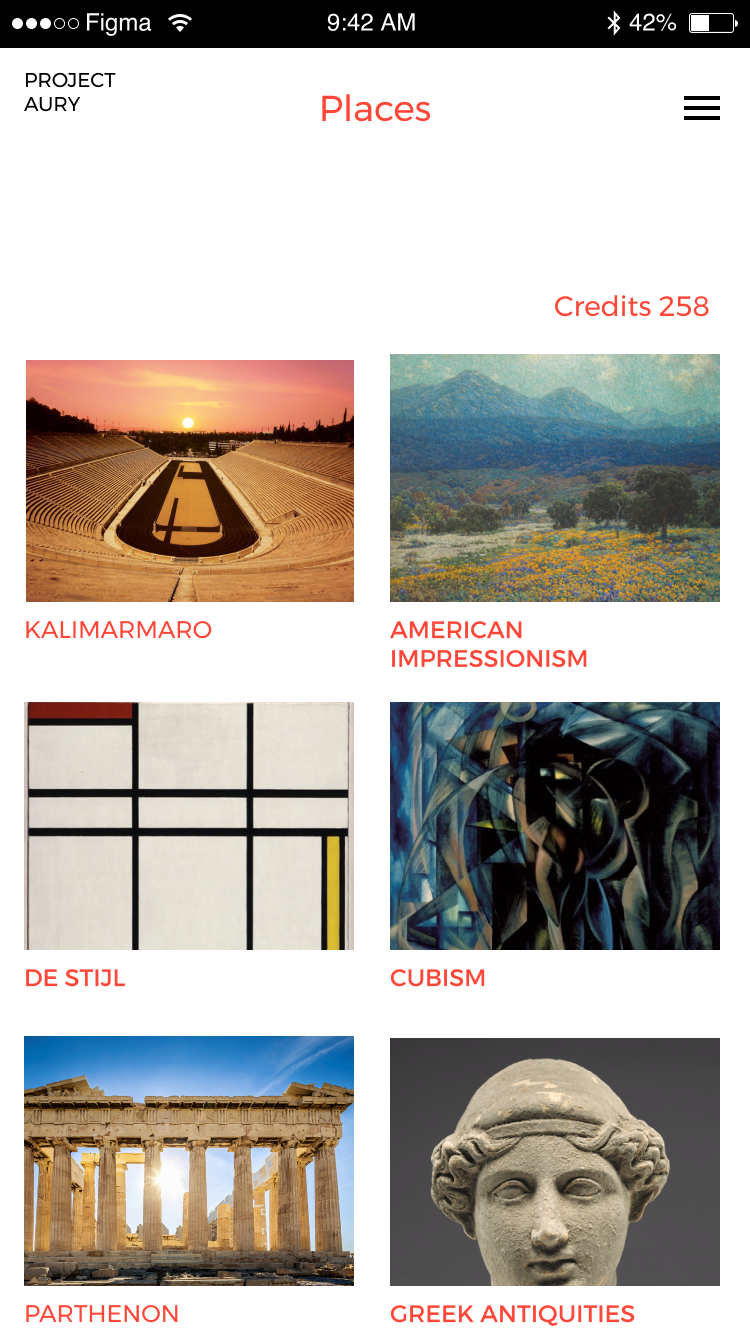 Figma 9:42 AM 42%
PROJECT
AURY
Places
Credits 258
KALIMARMARO
AMERICAN
IMPRESSIONISM
DE STIJL
CUBISM
PARTHENON
GREEK ANTIQUITIES